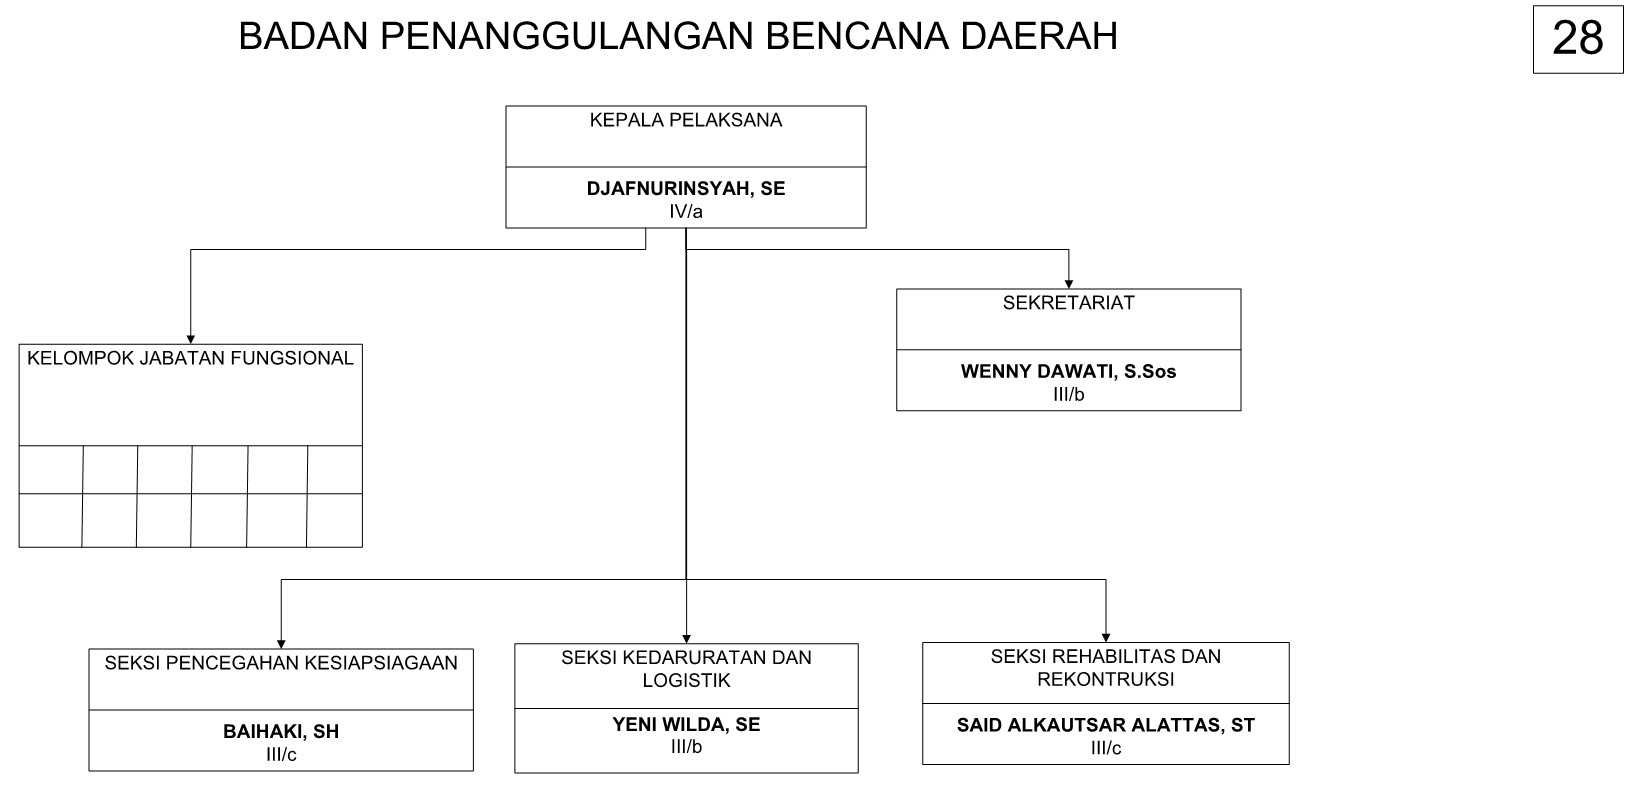 BADAN PENANGGULANGAN BENCANA DAERAH
28
KEPALA PELAKSANA
DJAFNURINSYAH, SE
IV/a
SEKRETARIAT
WENNY DAWATI, S.Sos
III/b
KELOMPOK JABATAN FUNGSIONAL
SEKSI PENCEGAHAN KESIAPSIAGAAN
BAIHAKI, SH
III/c
SEKSI KEDARURATAN DAN
LOGISTIK
YENI WILDA, SE
III/b
SEKSI REHABILITAS DAN
REKONTRUKSI
SAID ALKAUTSAR ALATTAS, ST
III/c